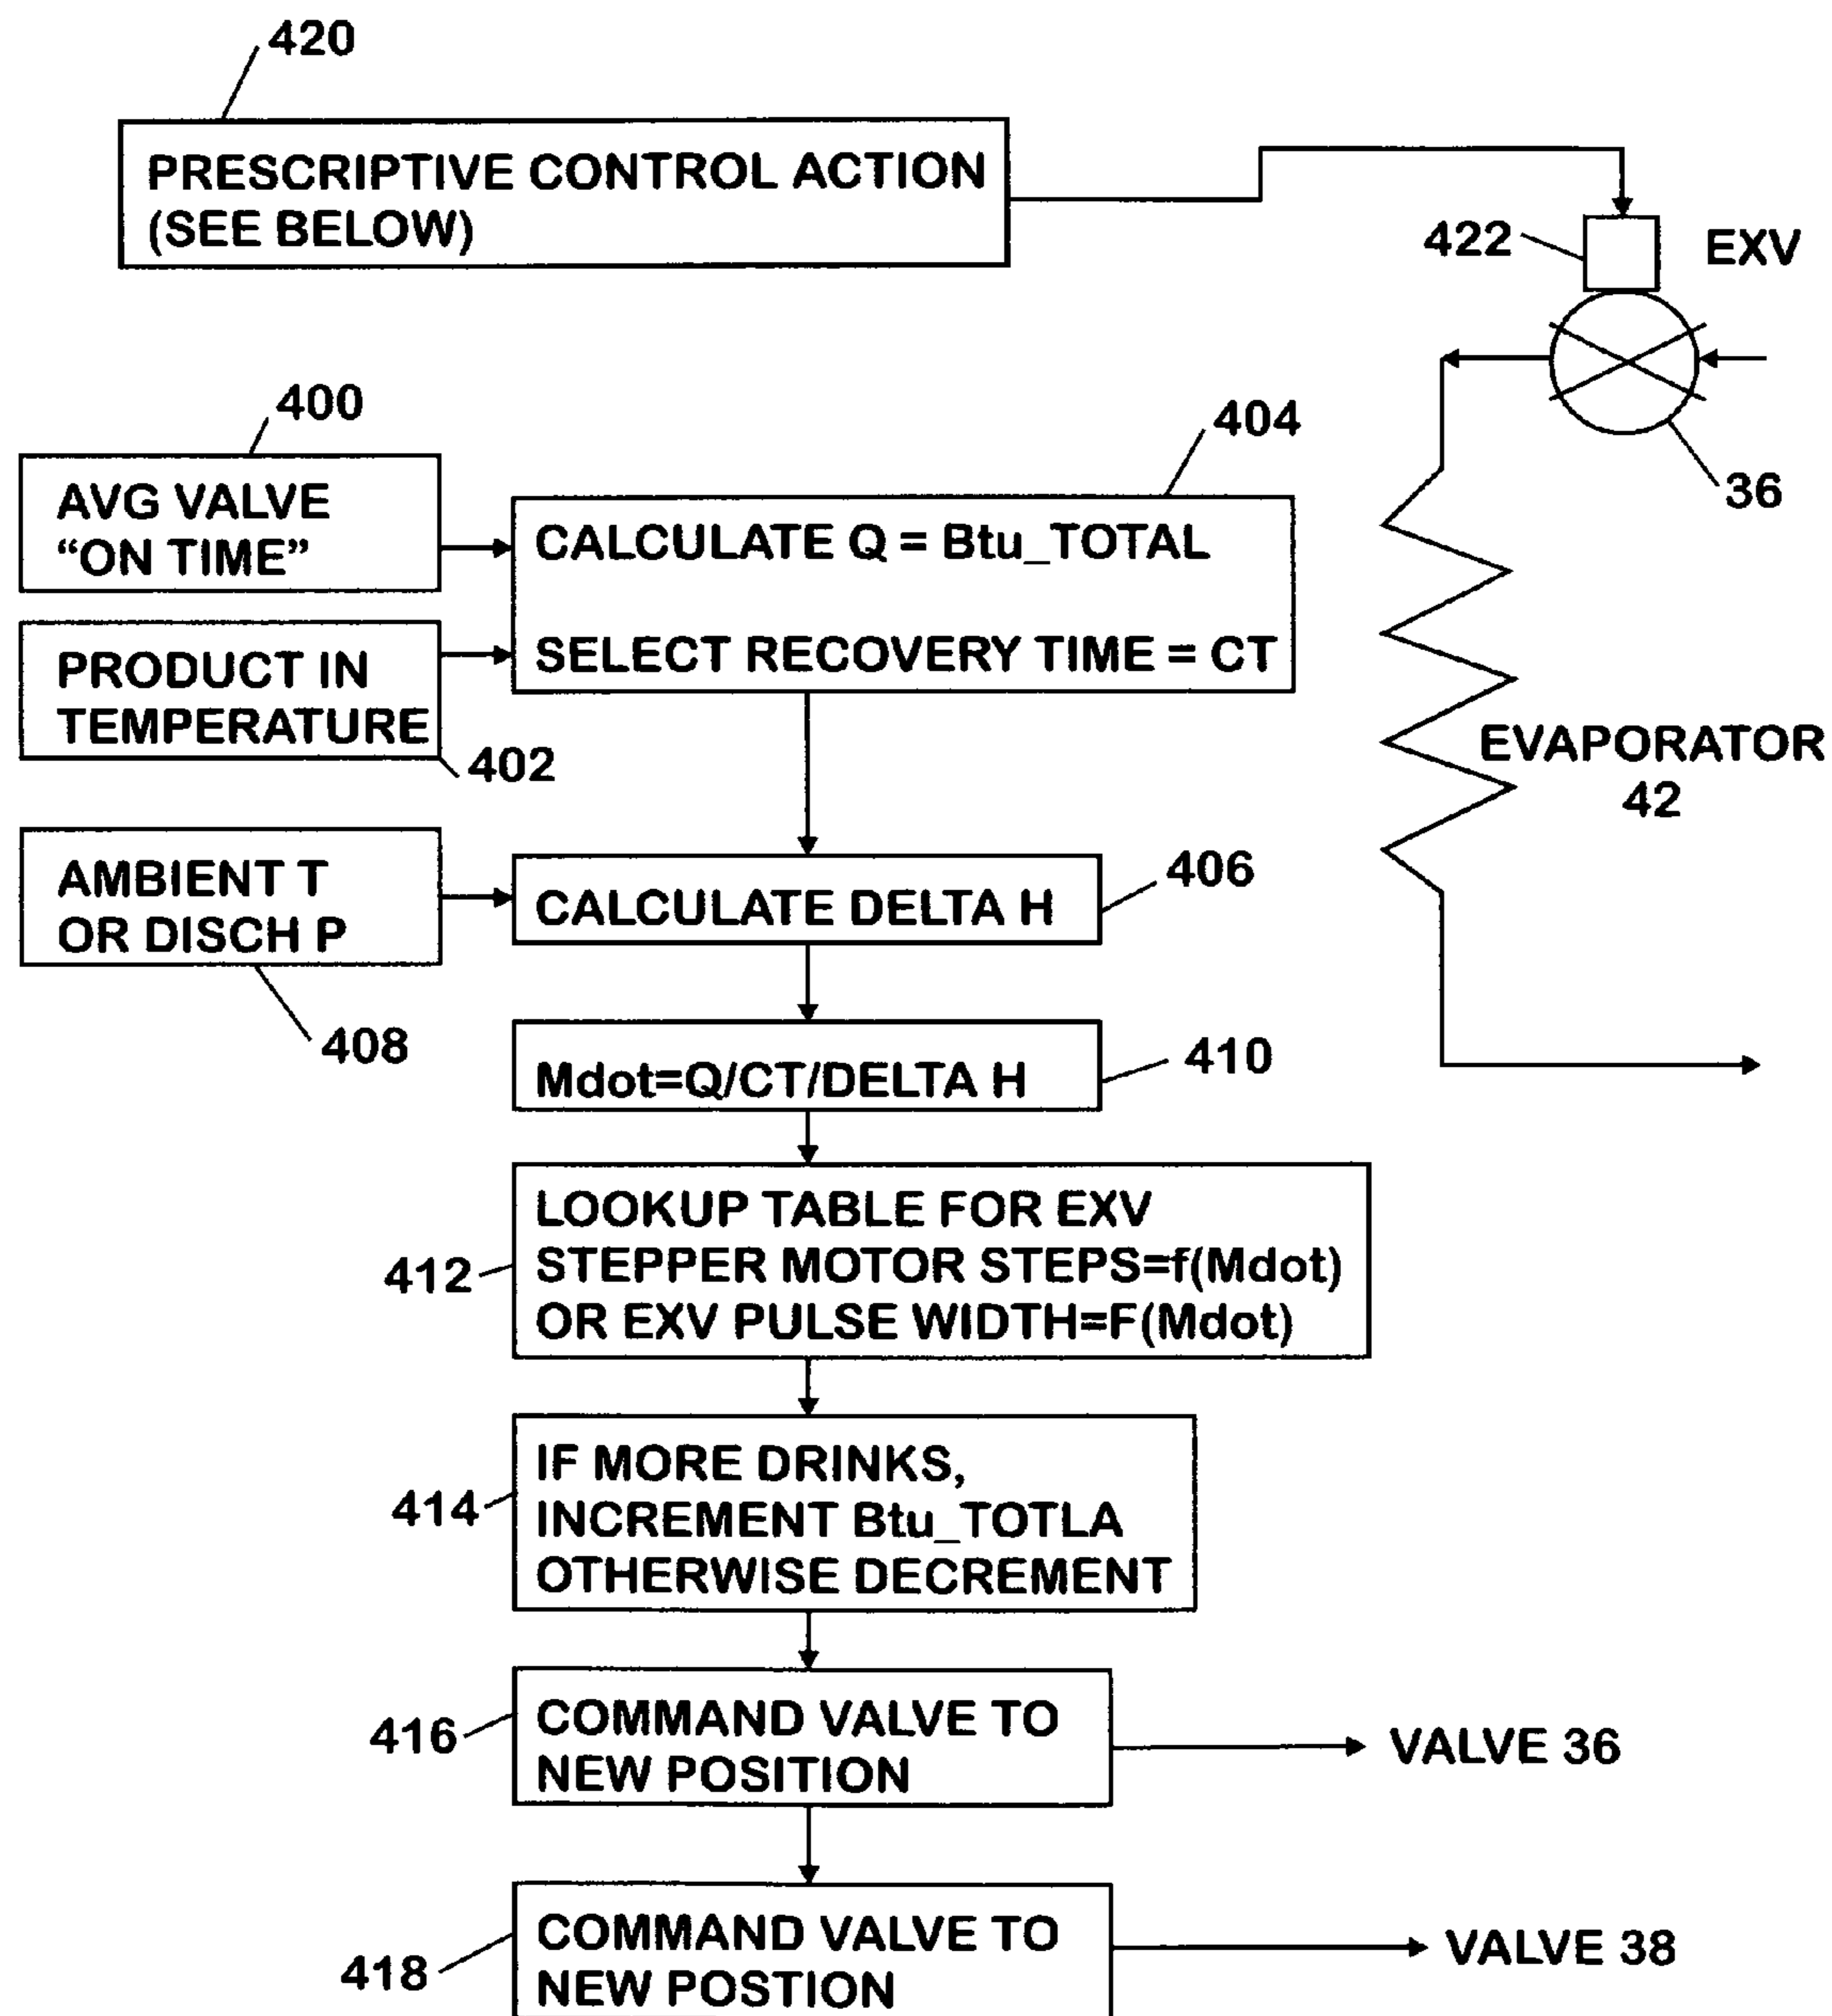 420
PRESCRIPTIVE CONTROL ACTION
(SEE BELOW)
422
EXV
36
400
AVG VALVE
“ON TIME”
404
CALCULATE Q = Btu_TOTAL
SELECT RECOVERY TIME = CT
PRODUCT IN
TEMPERATURE
402
EVAPORATOR
42
AMBIENT T
OR DISCH P
408
CALCULATE DELTA H
406
Mdot=Q/CT/DELTA H
410
412
LOOKUP TABLE FOR EXV
STEPPER MOTOR STEPS=f(Mdot)
OR EXV PULSE WIDTH=F(Mdot)
414
IF MORE DRINKS,
INCREMENT Btu_TOTLA
OTHERWISE DECREMENT
416
COMMAND VALVE TO
NEW POSITION
VALVE 36
418
COMMAND VALVE TO
NEW POSTION
VALVE 38